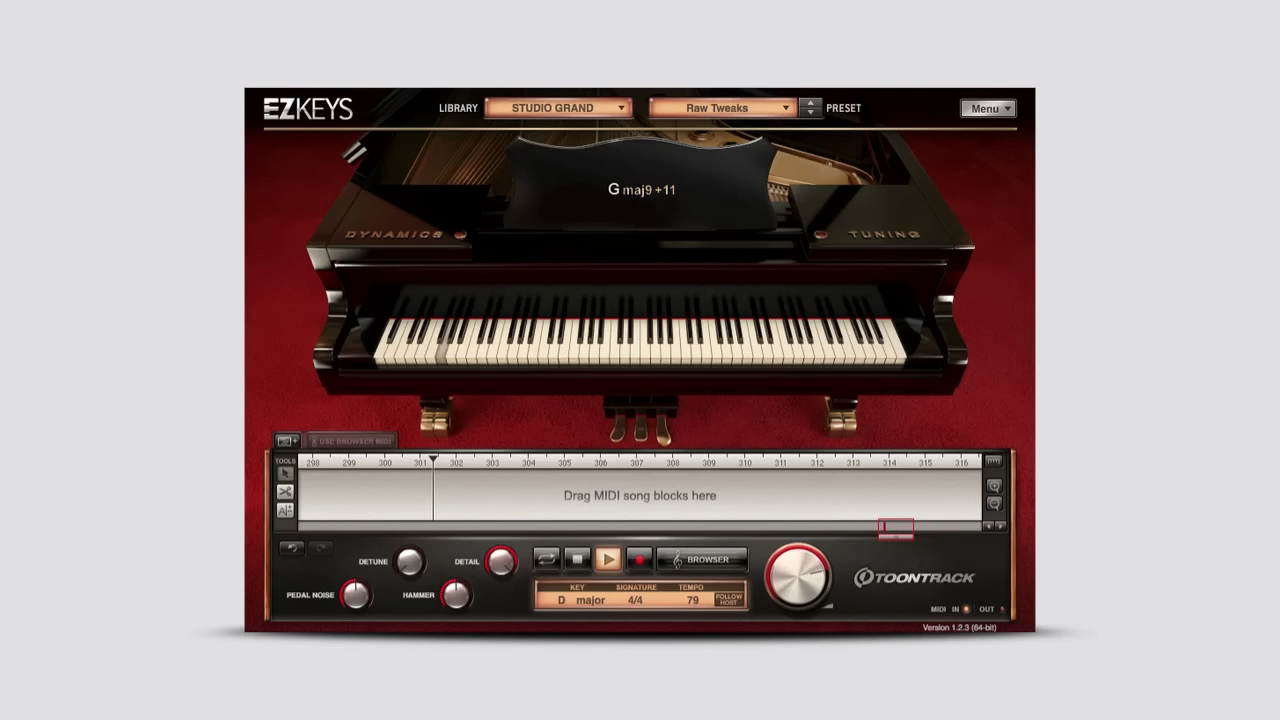 EZKEYS
LIBRARY STUDIO GRAND Raw Tweaks PRESET Menu
G maj9+11
DYNAMICS TUNING
USE BROWSER MIDI
TOOLS
298 299 300 301 302 303 304 305 306 307 308 309 310 311 312 313 314 315 316
Drag MIDI song blocks here
DETUNE DETAIL BROWSER
PEDAL NOISE HAMMER
KEY SIGNATURE TEMPO
D major 4/4 79 FOLLOW HOST
TOONTRACK
MIDI IN OUT
Version 1.2.3 (64-bit)